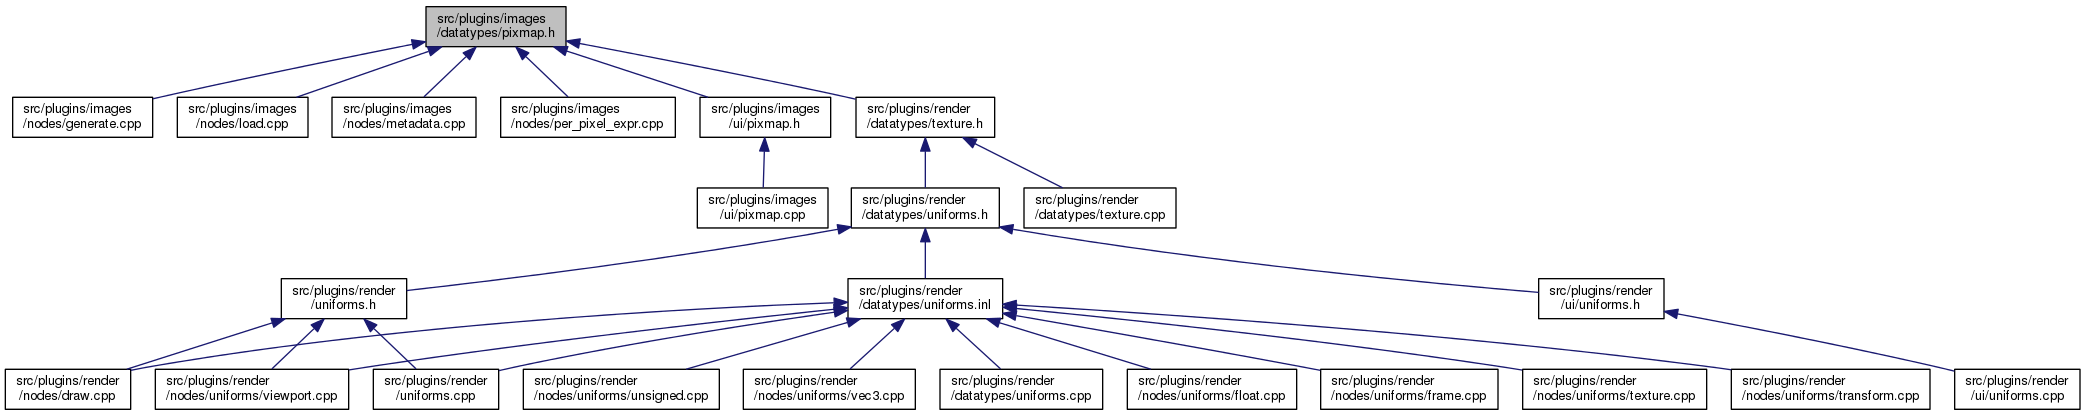 src/plugins/images
/datatypes/pixmap.h
src/plugins/images
/nodes/generate.cpp
src/plugins/images
/nodes/load.cpp
src/plugins/images
/nodes/metadata.cpp
src/plugins/images
/nodes/per_pixel_expr.cpp
src/plugins/images
/ui/pixmap.h
src/plugins/render
/datatypes/texture.h
src/plugins/images
/ui/pixmap.cpp
src/plugins/render
/datatypes/uniforms.h
src/plugins/render
/datatypes/texture.cpp
src/plugins/render
/uniforms.h
src/plugins/render
/datatypes/uniforms.inl
src/plugins/render
/ui/uniforms.h
src/plugins/render
/nodes/draw.cpp
src/plugins/render
/nodes/uniforms/viewport.cpp
src/plugins/render
/uniforms.cpp
src/plugins/render
/nodes/uniforms/unsigned.cpp
src/plugins/render
/nodes/uniforms/vec3.cpp
src/plugins/render
/datatypes/uniforms.cpp
src/plugins/render
/nodes/uniforms/float.cpp
src/plugins/render
/nodes/uniforms/frame.cpp
src/plugins/render
/nodes/uniforms/texture.cpp
src/plugins/render
/nodes/uniforms/transform.cpp
src/plugins/render
/ui/uniforms.cpp